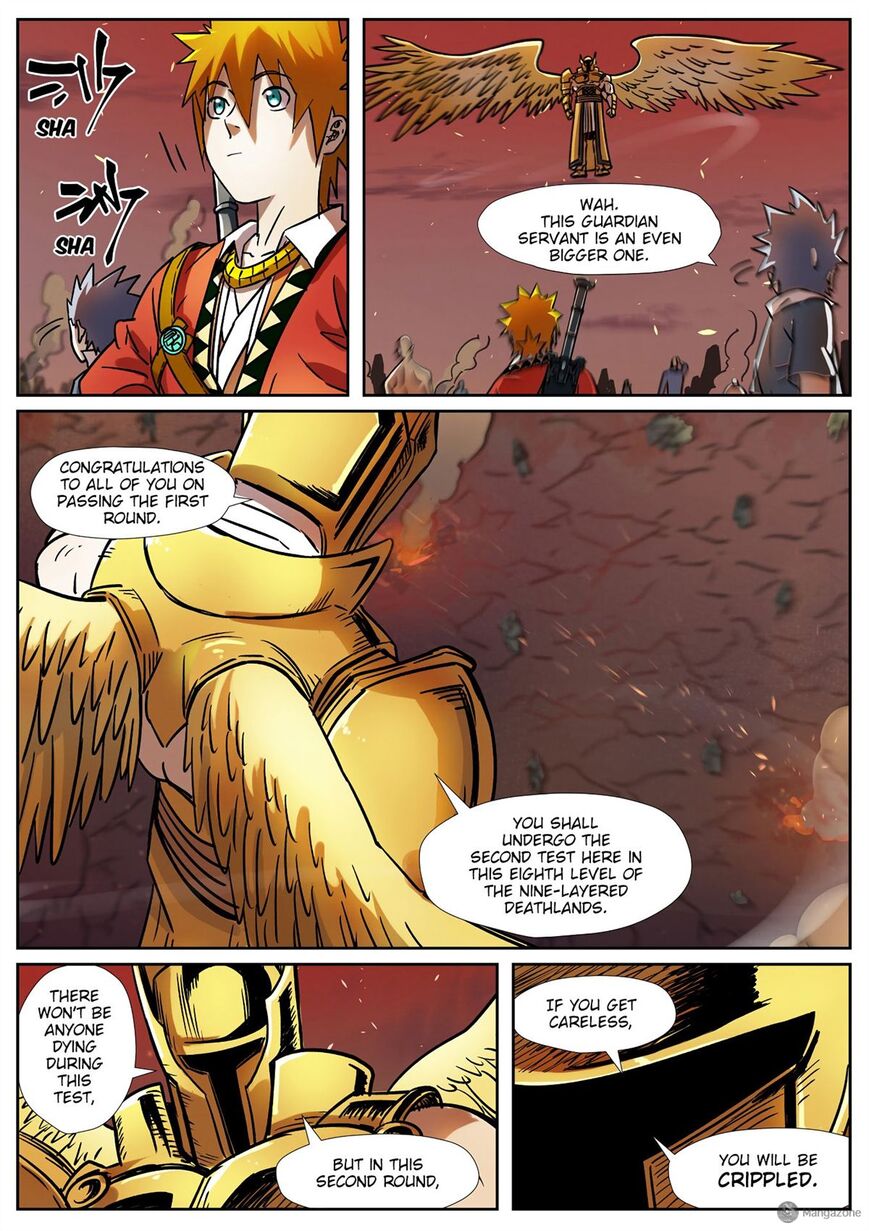 SHA
SHA
WAH.
THIS GUARDIAN
SERVANT IS AN EVEN
BIGGER ONE.
CONGRATULATIONS
TO ALL OF YOU ON
PASSING THE FIRST
ROUND.
YOU SHALL
UNDERGO THE
SECOND TEST HERE IN
THIS EIGHTH LEVEL OF
THE NINE-LAYERED
DEATHLANDS.
THERE
WON'T BE
ANYONE
DYING
DURING
THIS
TEST,
BUT IN THIS
SECOND ROUND,
IF YOU GET
CARELESS,
YOU WILL BE
CRIPPLED.
Mangazone